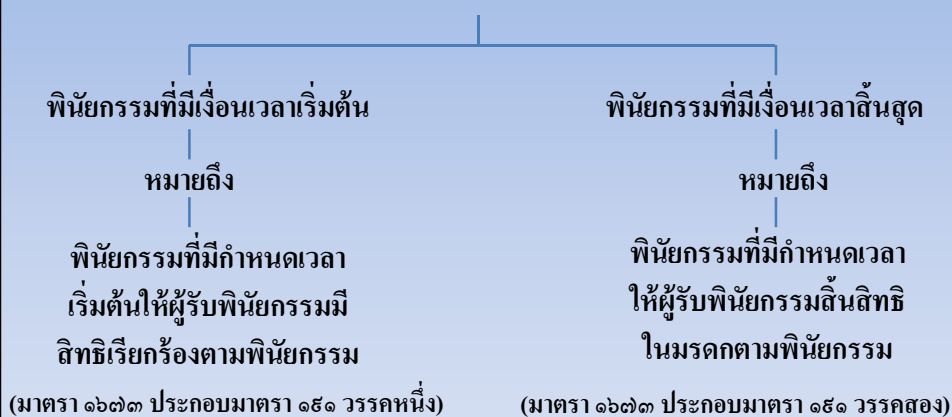 พินัยกรรมที่มีเงื่อนเวลาเริ่มต้น
หมายถึง
พินัยกรรมที่มีกำหนดเวลา
เริ่มต้นให้ผู้รับพินัยกรรมมี
สิทธิเรียกร้องตามพินัยกรรม
(มาตรา ๑๖๗๓ ประกอบมาตรา ๑๙๑ วรรคหนึ่ง)
พินัยกรรมที่มีเงื่อนเวลาสิ้นสุด
หมายถึง
พินัยกรรมที่มีกำหนดเวลา
ให้ผู้รับพินัยกรรมสิ้นสิทธิ
ในมรดกตามพินัยกรรม
(มาตรา ๑๖๗๓ ประกอบมาตรา ๑๙๑ วรรคสอง)